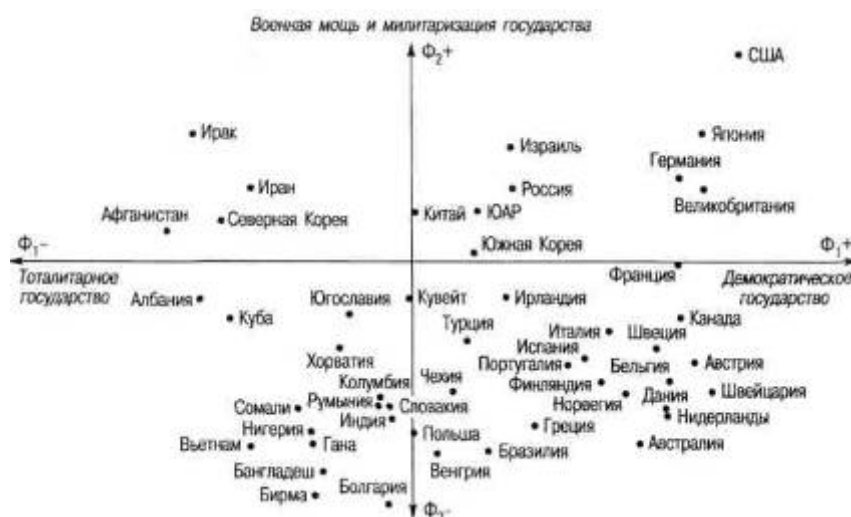 Военная мощь и милитаризация государства
Ф2+
США
Ирак
Япония
Израиль
Германия
Иран
Россия
Великобритания
Афганистан
Северная Корея
Китай
ЮАР
Южная Корея
Ф1–
Ф1+
Тоталитарное
государство
Франция
Демократическое
государство
Албания
Югославия
Кувейт
Ирландия
Куба
Канада
Турция
Италия
Швеция
Хорватия
Испания
Португалия
Бельгия
Австрия
Колумбия
Чехия
Финляндия
Швейцария
Румыния
Словакия
Норвегия
Дания
Сомали
Нидерланды
Индия
Нигерия
Польша
Греция
Вьетнам
Гана
Австралия
Венгрия
Бразилия
Бангладеш
Бирма
Болгария
Ф2–